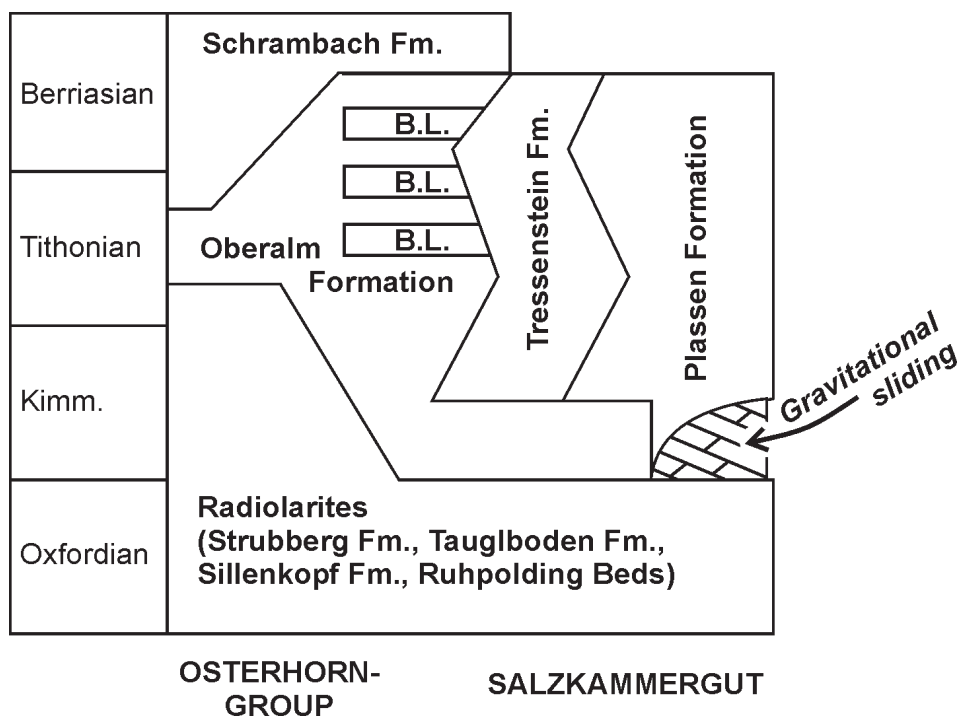 Schrambach Fm.
Berriasian
B.L.
B.L.
B.L.
Tithonian
Oberalm
Formation
Tressenstein Fm.
Plassen Formation
Gravitational
sliding
Kimm.
Oxfordian
Radiolarites
(Strubberg Fm., Tauglboden Fm.,
Sillenkopf Fm., Ruhpolding Beds)
OSTERHORN-
GROUP
SALZKAMMERGUT